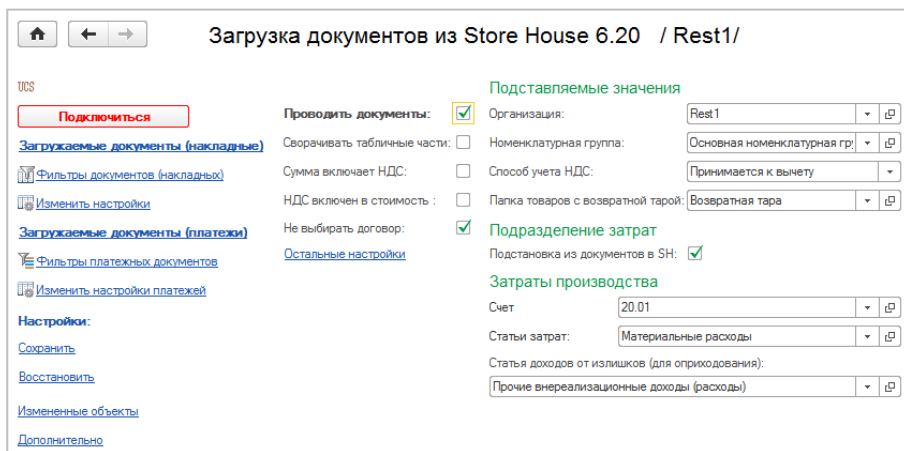 Загрузка документов из Store House 6.20 / Rest1/
UCS
Подключиться
Загружаемые документы (накладные)
Фильтры документов (накладных)
Изменить настройки
Загружаемые документы (платежи)
Фильтры платежных документов
Изменить настройки платежей
Настройки:
Сохранить
Восстановить
Измененные объекты
Дополнительно
Проводить документы:
Сворачивать табличные части:
Сумма включает НДС:
НДС включен в стоимость :
Не выбирать договор:
Остальные настройки
Подставляемые значения
Организация: Rest1
Номенклатурная группа: Основная номенклатурная гру
Способ учета НДС: Принимается к вычету
Папка товаров с возвратной тарой: Возвратная тара
Подразделение затрат
Подстановка из документов в SH:
Затраты производства
Счет 20.01
Статьи затрат: Материальные расходы
Статья доходов от излишков (для оприходования):
Прочие внереализационные доходы (расходы)